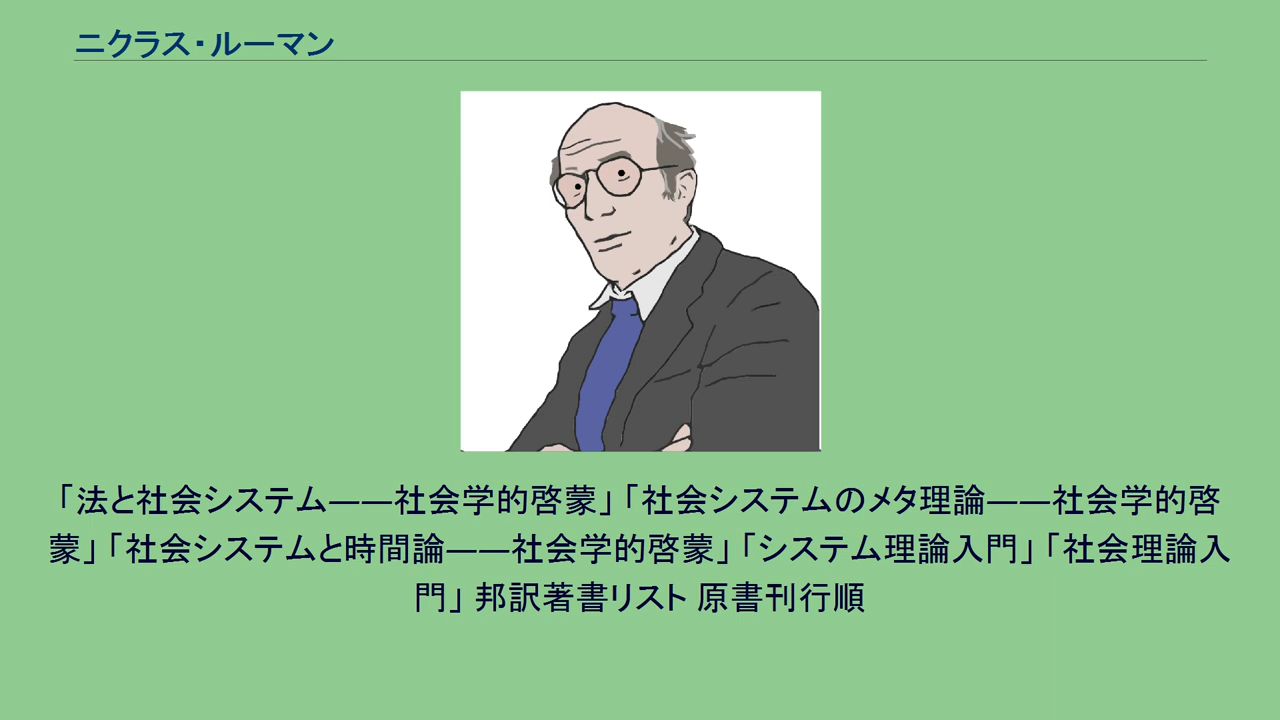 ニクラス・ルーマン
「法と社会システム――社会学的啓蒙」「社会システムのメタ理論――社会学的啓
蒙」「社会システムと時間論――社会学的啓蒙」「システム理論入門」「社会理論入
門」 邦訳著書リスト 原書刊行順